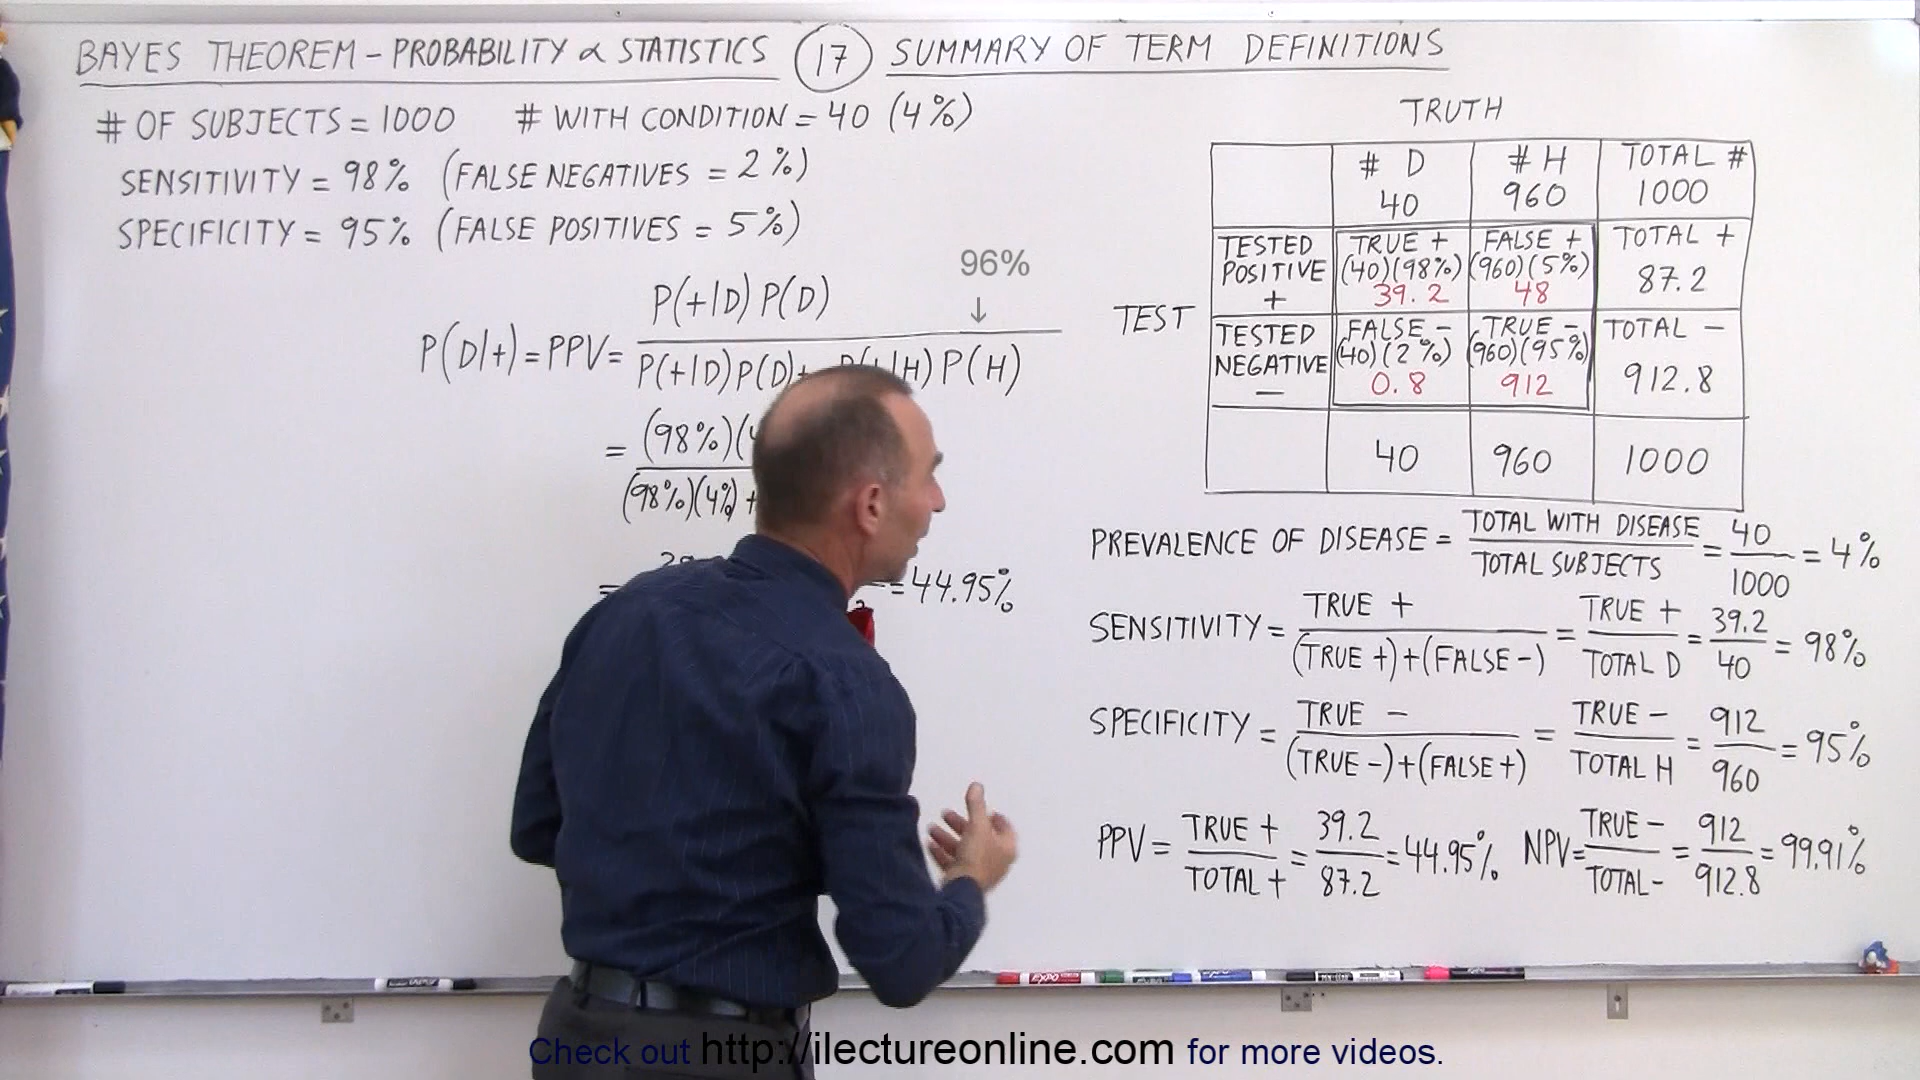 BAYES THEOREM - PROBABILITY & STATISTICS 17 SUMMARY OF TERM DEFINITIONS
# OF SUBJECTS = 1000 # WITH CONDITION = 40 (4%)
SENSITIVITY = 98% (FALSE NEGATIVES = 2%)
SPECIFICITY = 95% (FALSE POSITIVES = 5%)
96%
↓
P(+|D) P(D)
P(D|+) = PPV =
P(+|D) P(D) + |H) P(H)
= (98%)(
(98%)(4%) +
=
= 44.95%
TRUTH
# D # H TOTAL #
40 960 1000
TEST
TESTED POSITIVE +
TRUE + FALSE + TOTAL +
(40)(98%) (960)(5%)
39.2 48 87.2
TESTED NEGATIVE —
FALSE - TRUE - TOTAL -
(40)(2%) (960)(95%)
0.8 912 912.8
40 960 1000
PREVALENCE OF DISEASE = TOTAL WITH DISEASE / TOTAL SUBJECTS = 40 / 1000 = 4%
SENSITIVITY = TRUE + / (TRUE +) + (FALSE -) = TRUE + / TOTAL D = 39.2 / 40 = 98%
SPECIFICITY = TRUE - / (TRUE -) + (FALSE +) = TRUE - / TOTAL H = 912 / 960 = 95%
PPV = TRUE + / TOTAL + = 39.2 / 87.2 = 44.95% NPV = TRUE - / TOTAL - = 912 / 912.8 = 99.91%
EXPO
Check out http://ilectureonline.com for more videos.